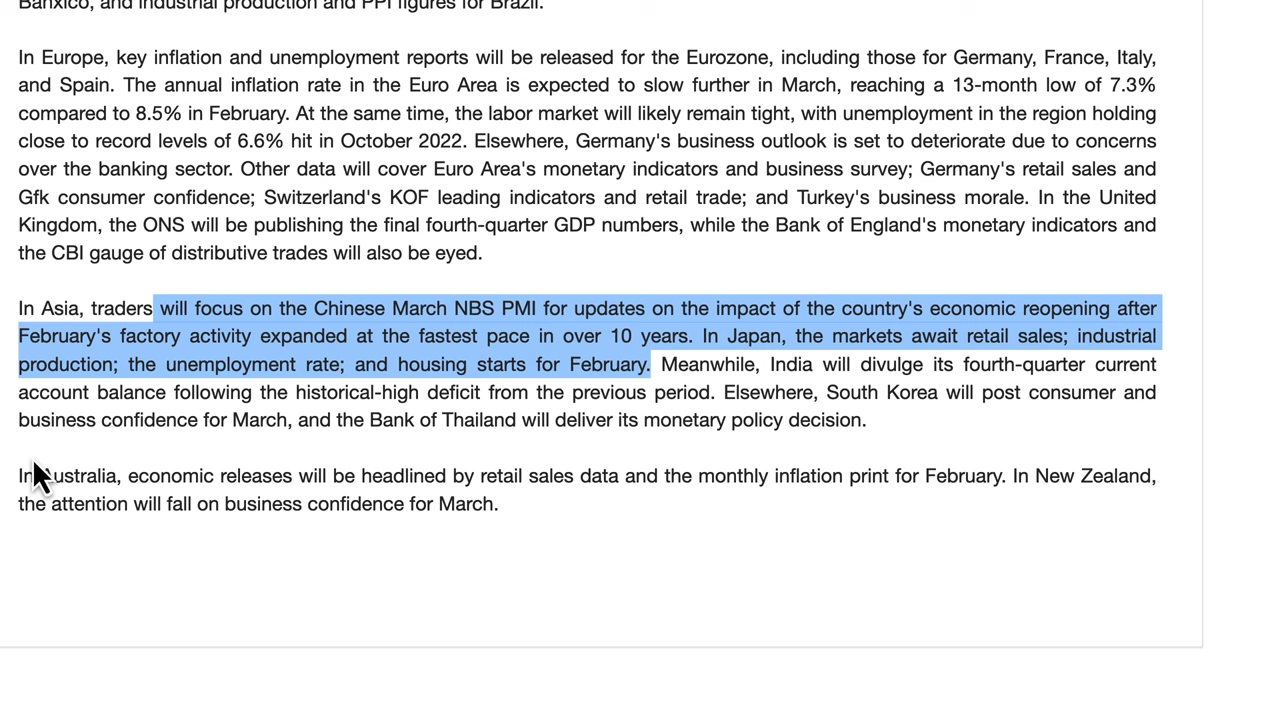 Banxico, and industrial production and PPI figures for Brazil.
In Europe, key inflation and unemployment reports will be released for the Eurozone, including those for Germany, France, Italy,
and Spain. The annual inflation rate in the Euro Area is expected to slow further in March, reaching a 13-month low of 7.3%
compared to 8.5% in February. At the same time, the labor market will likely remain tight, with unemployment in the region holding
close to record levels of 6.6% hit in October 2022. Elsewhere, Germany's business outlook is set to deteriorate due to concerns
over the banking sector. Other data will cover Euro Area's monetary indicators and business survey; Germany's retail sales and
Gfk consumer confidence; Switzerland's KOF leading indicators and retail trade; and Turkey's business morale. In the United
Kingdom, the ONS will be publishing the final fourth-quarter GDP numbers, while the Bank of England's monetary indicators and
the CBI gauge of distributive trades will also be eyed.
In Asia, traders will focus on the Chinese March NBS PMI for updates on the impact of the country's economic reopening after
February's factory activity expanded at the fastest pace in over 10 years. In Japan, the markets await retail sales; industrial
production; the unemployment rate; and housing starts for February. Meanwhile, India will divulge its fourth-quarter current
account balance following the historical-high deficit from the previous period. Elsewhere, South Korea will post consumer and
business confidence for March, and the Bank of Thailand will deliver its monetary policy decision.
In Australia, economic releases will be headlined by retail sales data and the monthly inflation print for February. In New Zealand,
the attention will fall on business confidence for March.